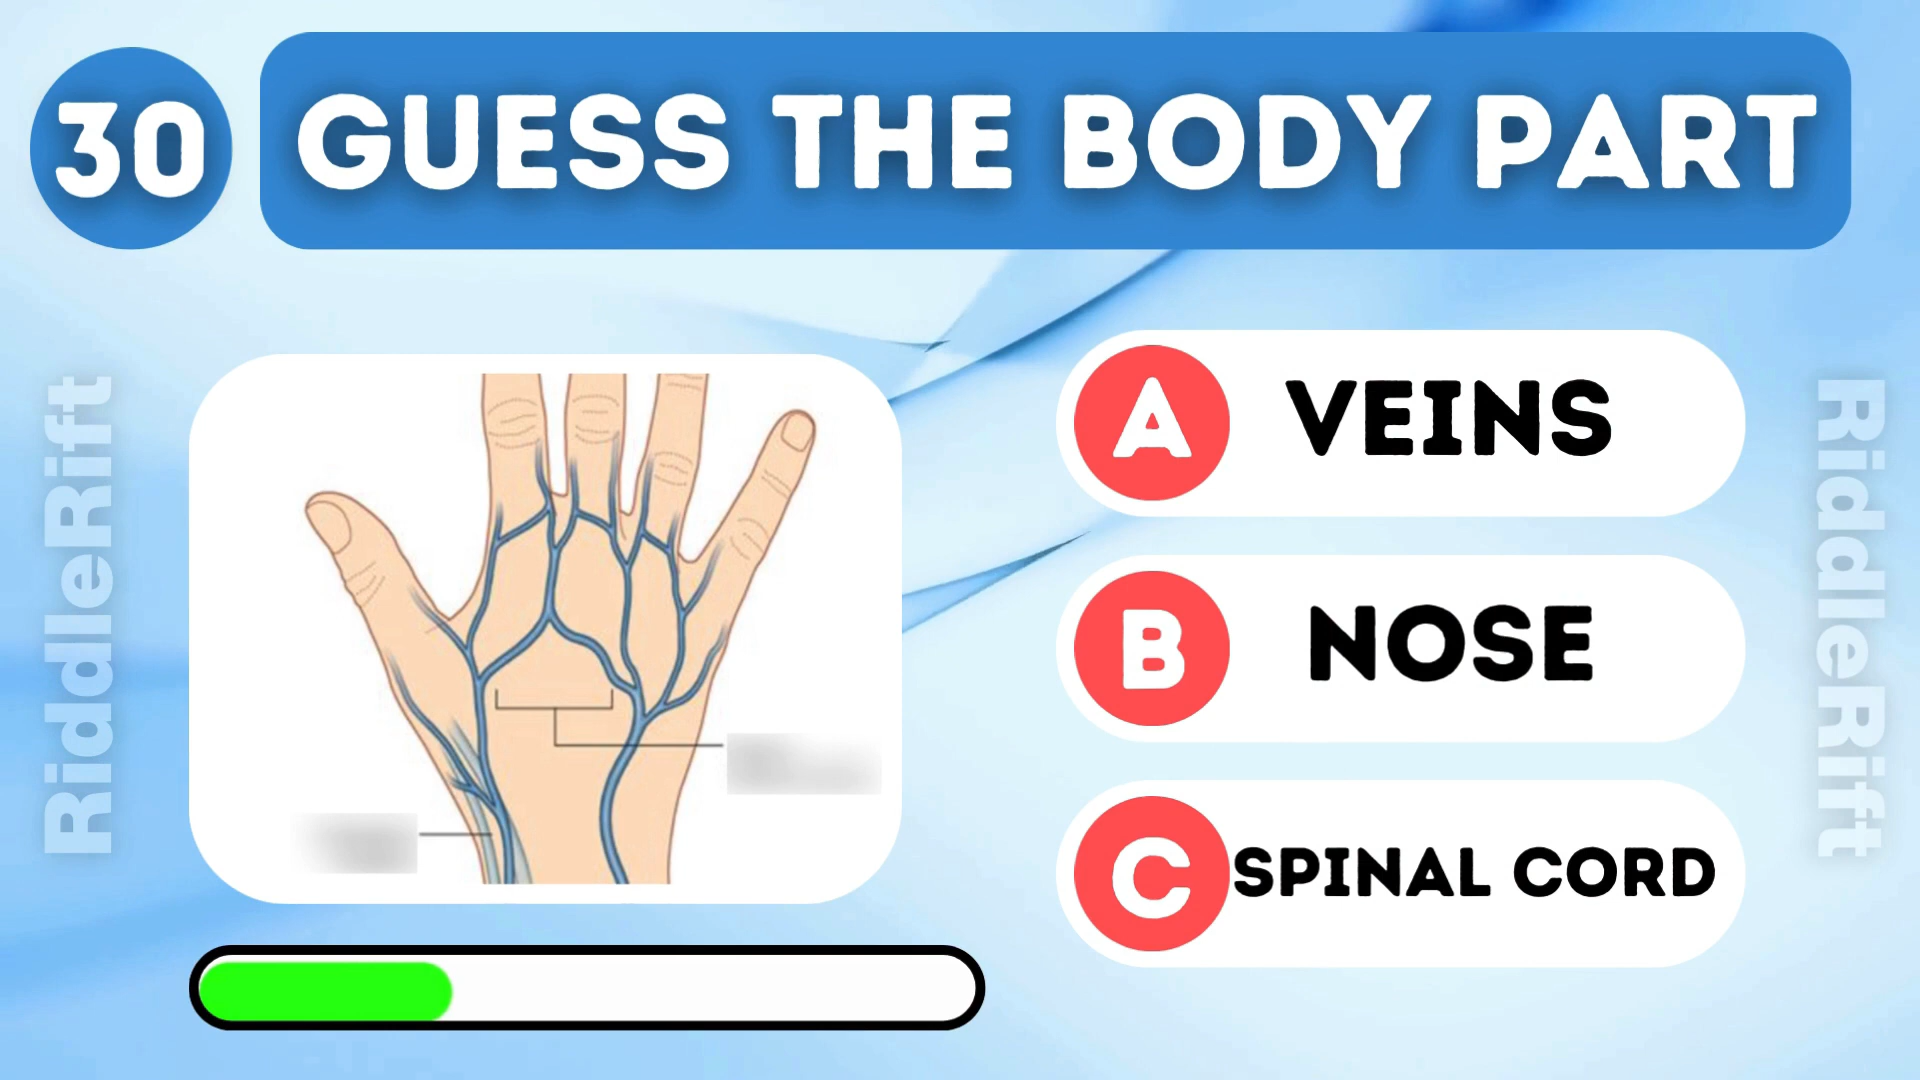 30 GUESS THE BODY PART
A VEINS
B NOSE
C SPINAL CORD
RiddleRift
RiddleRift